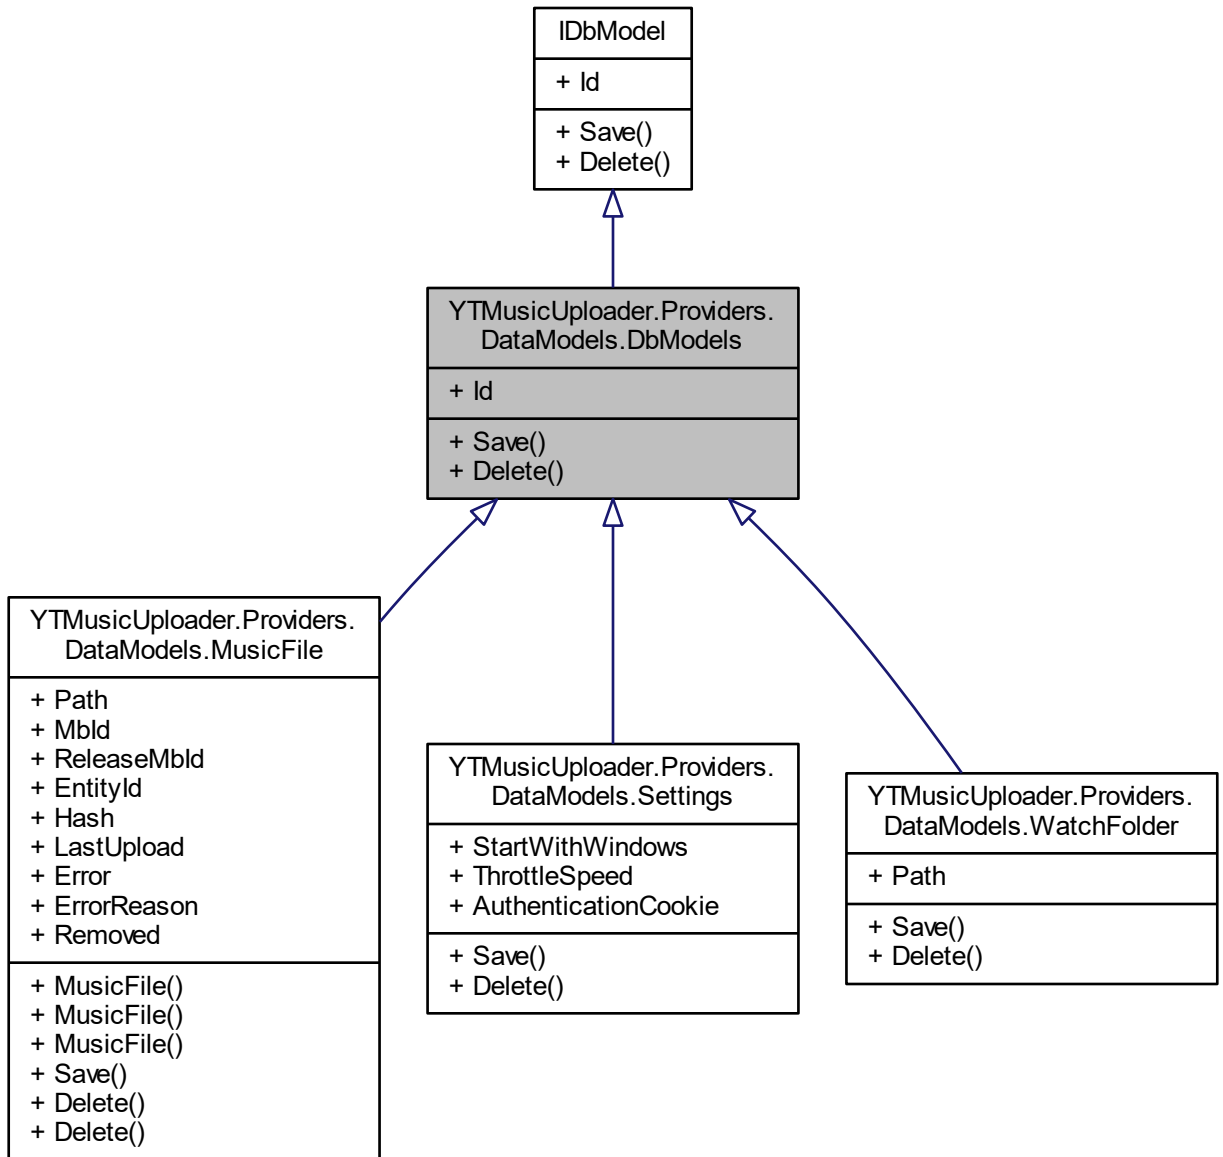 IDbModel
+ Id
+ Save()
+ Delete()
YTMusicUploader.Providers.
DataModels.DbModels
+ Id
+ Save()
+ Delete()
YTMusicUploader.Providers.
DataModels.MusicFile
+ Path
+ MbId
+ ReleaseMbId
+ EntityId
+ Hash
+ LastUpload
+ Error
+ ErrorReason
+ Removed
+ MusicFile()
+ MusicFile()
+ MusicFile()
+ Save()
+ Delete()
+ Delete()
YTMusicUploader.Providers.
DataModels.Settings
+ StartWithWindows
+ ThrottleSpeed
+ AuthenticationCookie
+ Save()
+ Delete()
YTMusicUploader.Providers.
DataModels.WatchFolder
+ Path
+ Save()
+ Delete()